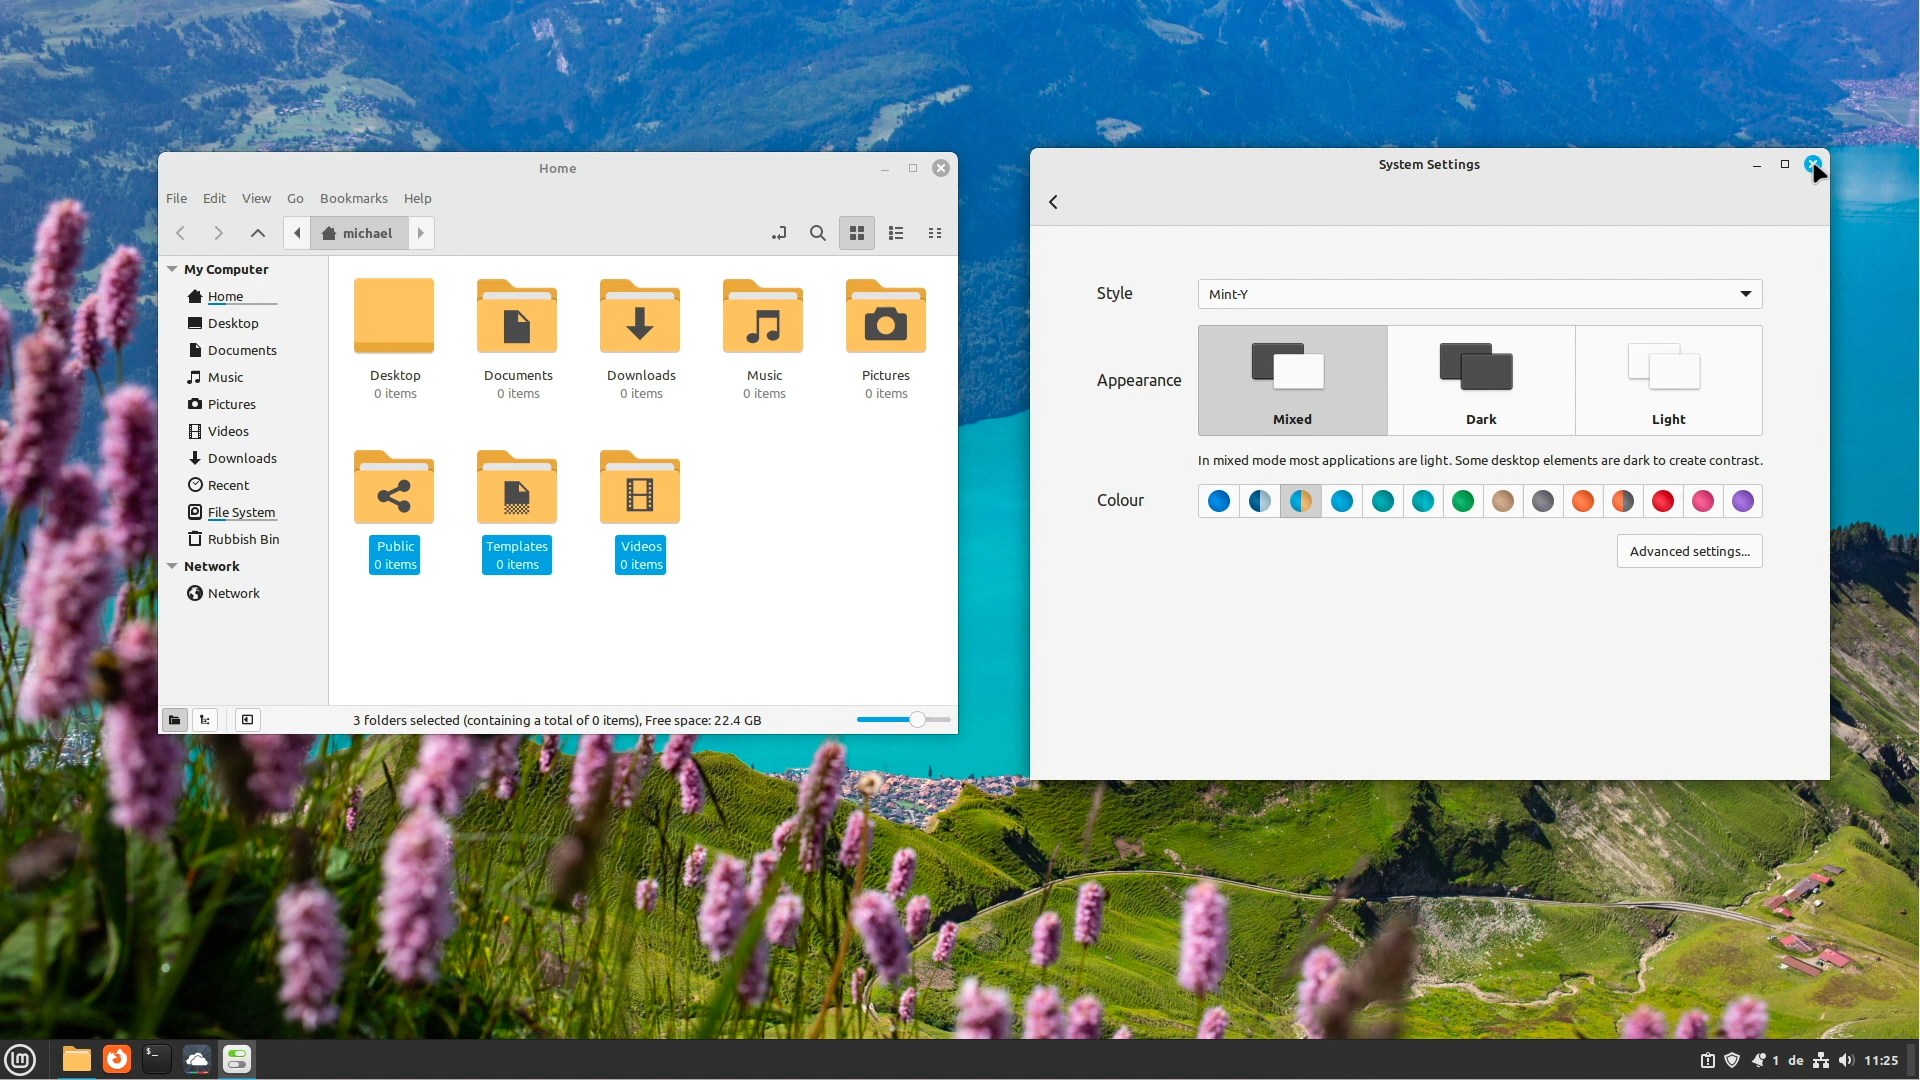 Home
File Edit View Go Bookmarks Help
michael
My Computer
Home
Desktop
Documents
Music
Pictures
Videos
Downloads
Recent
File System
Rubbish Bin
Network
Network
Desktop Documents Downloads Music Pictures
0 items 0 items 0 items 0 items 0 items
Public Templates Videos
0 items 0 items 0 items
3 folders selected (containing a total of 0 items), Free space: 22.4 GB
System Settings
Style Mint-Y
Appearance
Mixed Dark Light
In mixed mode most applications are light. Some desktop elements are dark to create contrast.
Colour
Advanced settings...
lm $_ 1 de 11:25